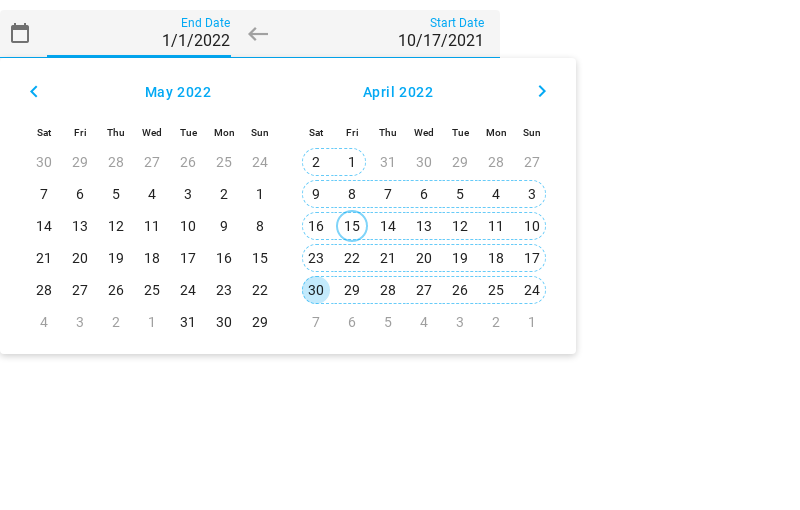 End Date Start Date
1/1/2022 10/17/2021
May 2022 April 2022
Sat Fri Thu Wed Tue Mon Sun Sat Fri Thu Wed Tue Mon Sun
30 29 28 27 26 25 24 2 1 31 30 29 28 27
7 6 5 4 3 2 1 9 8 7 6 5 4 3
14 13 12 11 10 9 8 16 15 14 13 12 11 10
21 20 19 18 17 16 15 23 22 21 20 19 18 17
28 27 26 25 24 23 22 30 29 28 27 26 25 24
4 3 2 1 31 30 29 7 6 5 4 3 2 1